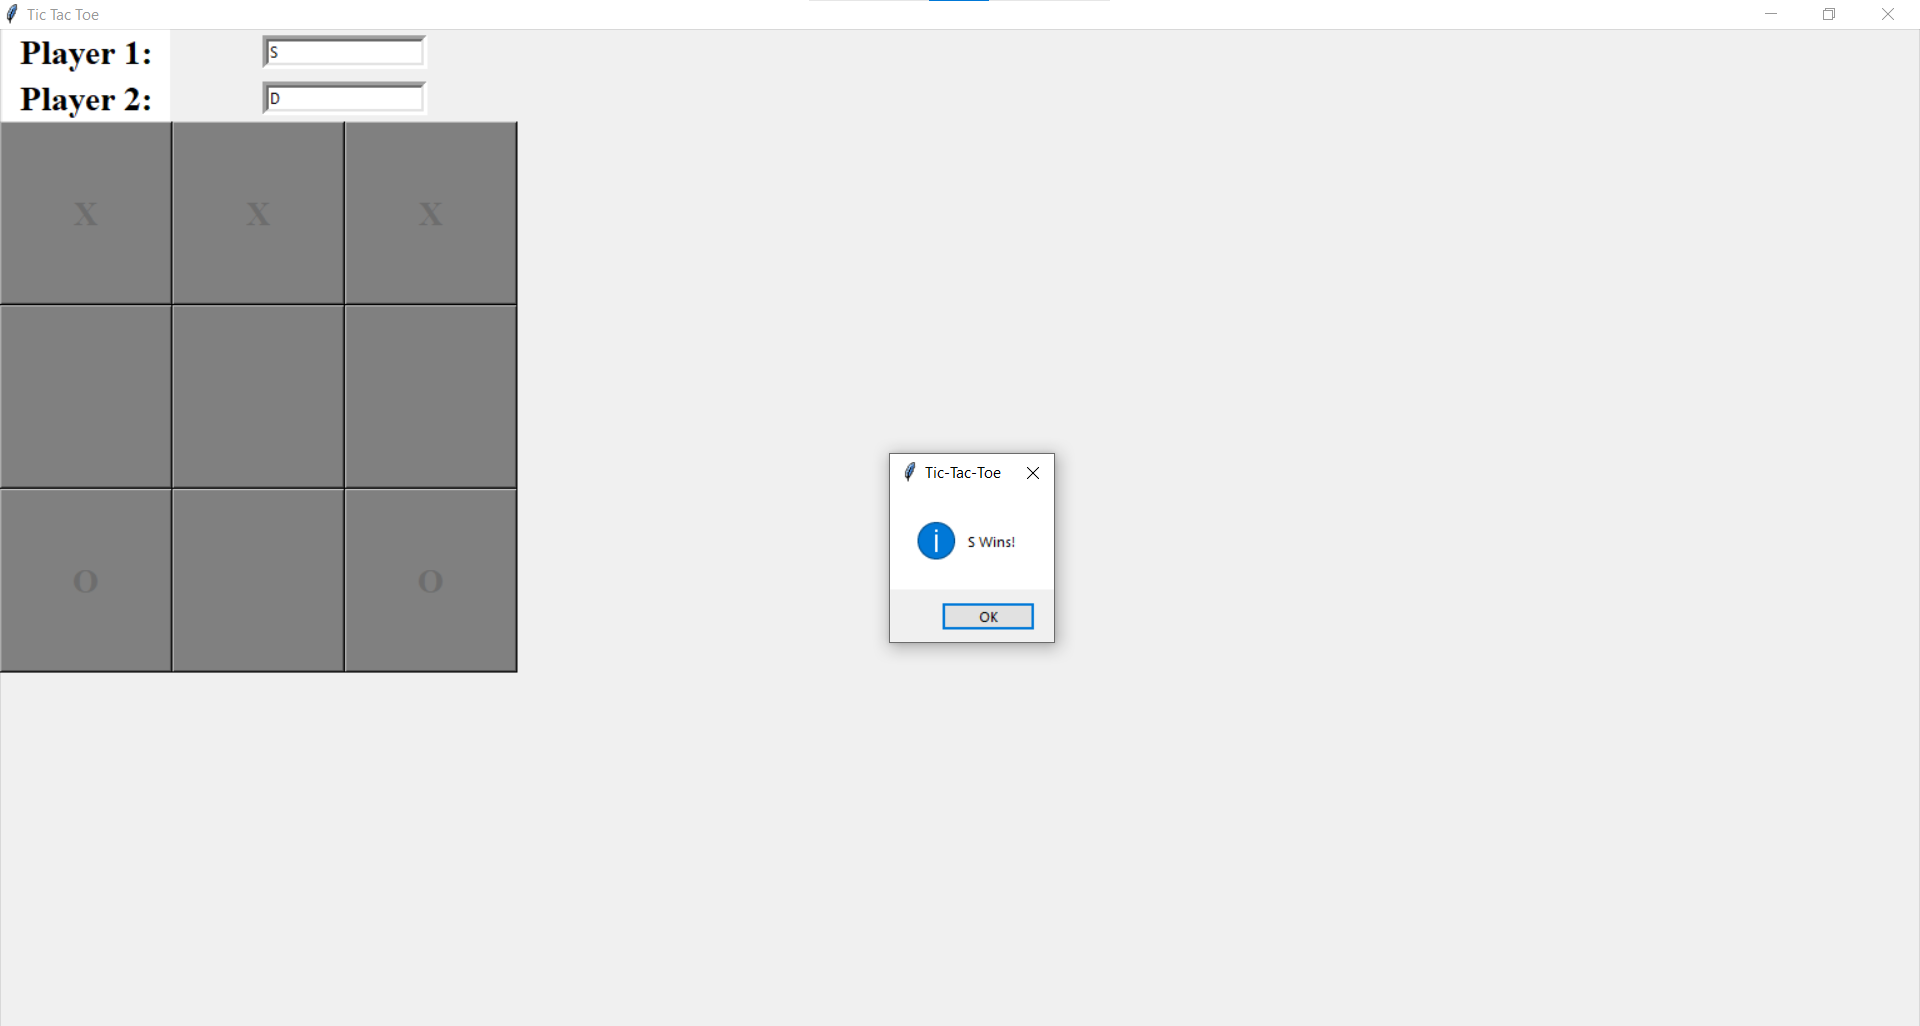 Tic Tac Toe
Player 1: S
Player 2: D
X X X
O O
Tic-Tac-Toe
S Wins!
OK